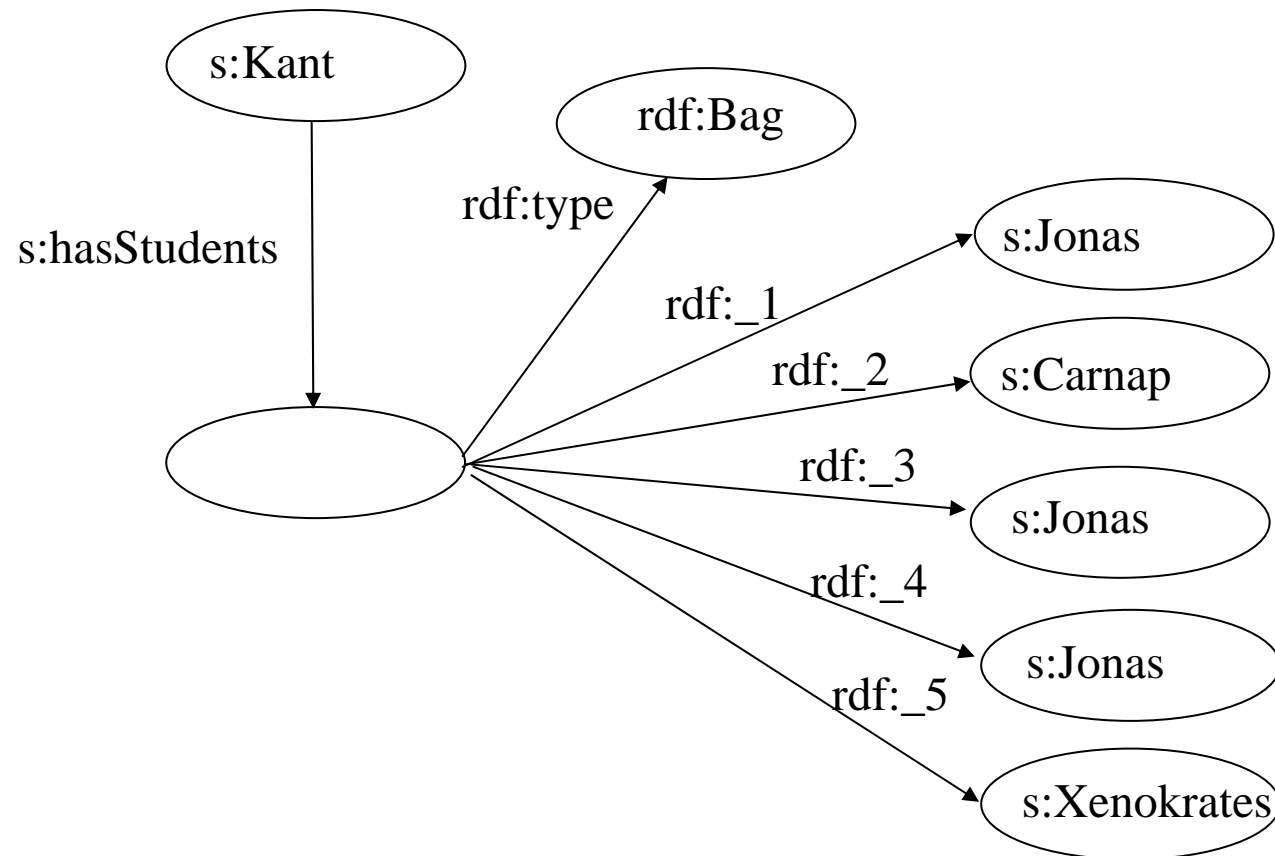 s:Kant
rdf:Bag
rdf:type
s:hasStudents
s:Jonas
rdf:_1
rdf:_2
s:Carnap
rdf:_3
s:Jonas
rdf:_4
s:Jonas
rdf:_5
s:Xenokrates